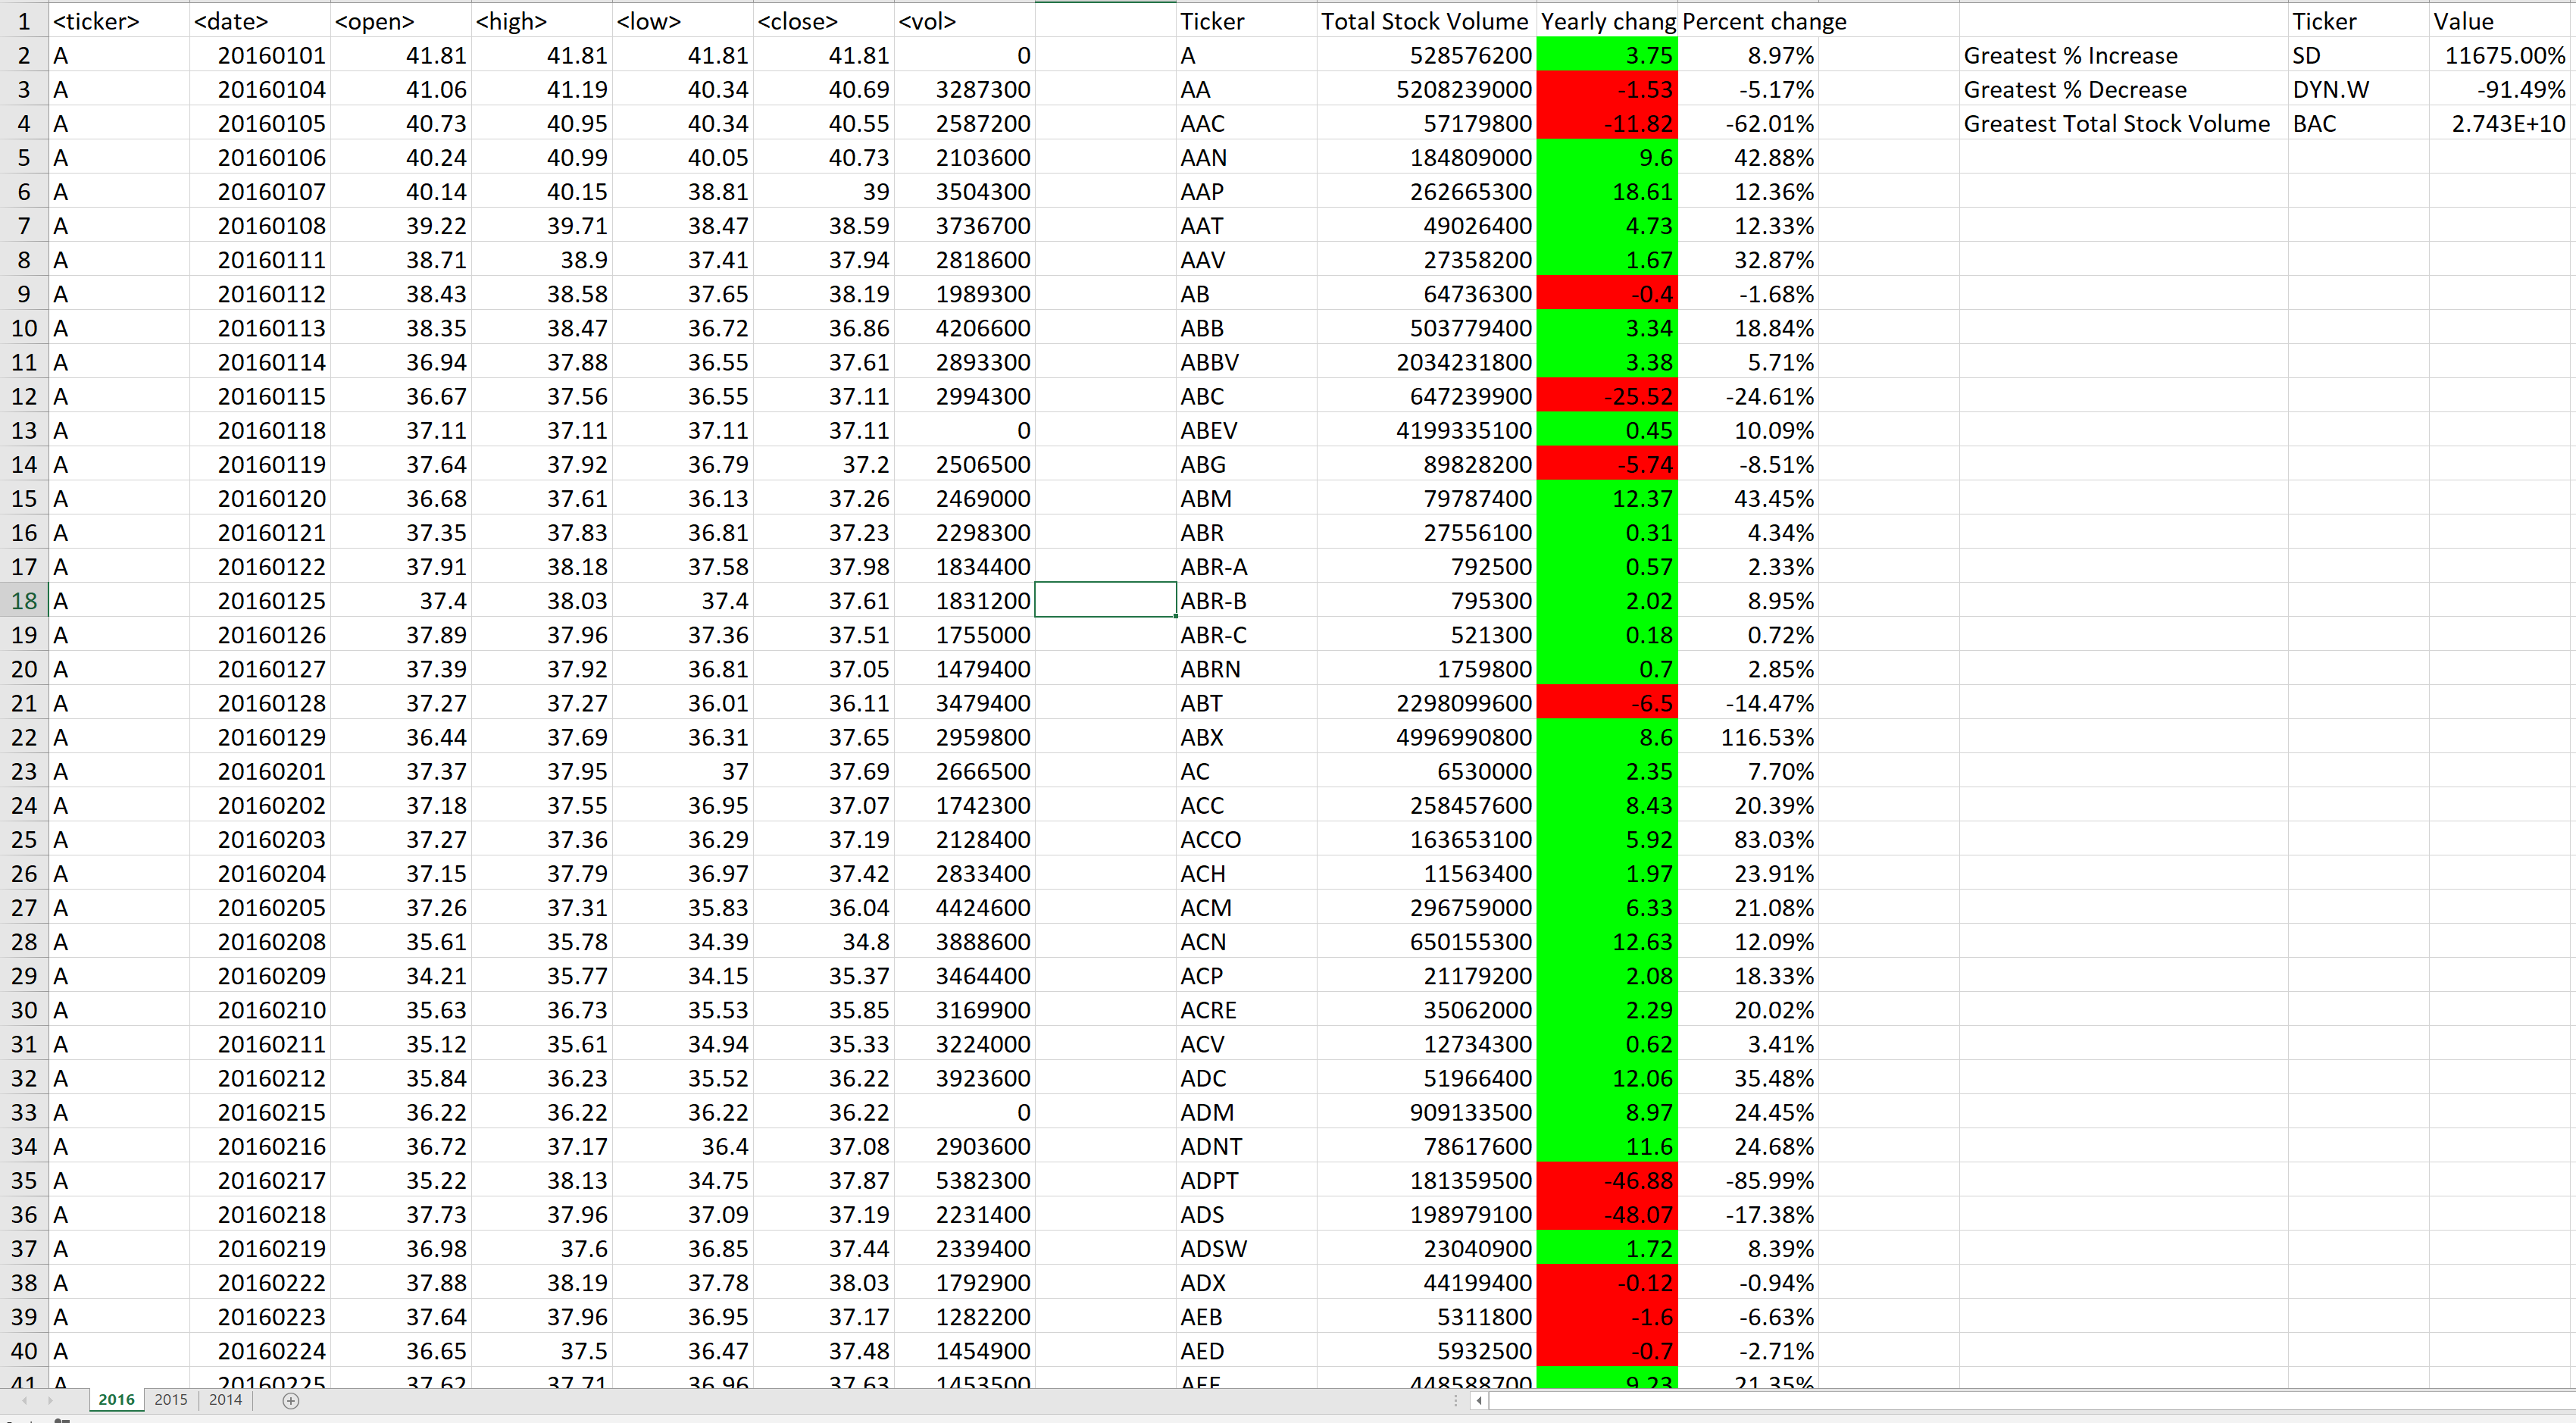 1 <ticker> <date> <open> <high> <low> <close> <vol> Ticker Total Stock Volume Yearly chang Percent change Ticker Value
2 A 20160101 41.81 41.81 41.81 41.81 0 A 528576200 3.75 8.97% Greatest % Increase SD 11675.00%
3 A 20160104 41.06 41.19 40.34 40.69 3287300 AA 5208239000 -1.53 -5.17% Greatest % Decrease DYN.W -91.49%
4 A 20160105 40.73 40.95 40.34 40.55 2587200 AAC 57179800 -11.82 -62.01% Greatest Total Stock Volume BAC 2.743E+10
5 A 20160106 40.24 40.99 40.05 40.73 2103600 AAN 184809000 9.6 42.88%
6 A 20160107 40.14 40.15 38.81 39 3504300 AAP 262665300 18.61 12.36%
7 A 20160108 39.22 39.71 38.47 38.59 3736700 AAT 49026400 4.73 12.33%
8 A 20160111 38.71 38.9 37.41 37.94 2818600 AAV 27358200 1.67 32.87%
9 A 20160112 38.43 38.58 37.65 38.19 1989300 AB 64736300 -0.4 -1.68%
10 A 20160113 38.35 38.47 36.72 36.86 4206600 ABB 503779400 3.34 18.84%
11 A 20160114 36.94 37.88 36.55 37.61 2893300 ABBV 2034231800 3.38 5.71%
12 A 20160115 36.67 37.56 36.55 37.11 2994300 ABC 647239900 -25.52 -24.61%
13 A 20160118 37.11 37.11 37.11 37.11 0 ABEV 4199335100 0.45 10.09%
14 A 20160119 37.64 37.92 36.79 37.2 2506500 ABG 89828200 -5.74 -8.51%
15 A 20160120 36.68 37.61 36.13 37.26 2469000 ABM 79787400 12.37 43.45%
16 A 20160121 37.35 37.83 36.81 37.23 2298300 ABR 27556100 0.31 4.34%
17 A 20160122 37.91 38.18 37.58 37.98 1834400 ABR-A 792500 0.57 2.33%
18 A 20160125 37.4 38.03 37.4 37.61 1831200 ABR-B 795300 2.02 8.95%
19 A 20160126 37.89 37.96 37.36 37.51 1755000 ABR-C 521300 0.18 0.72%
20 A 20160127 37.39 37.92 36.81 37.05 1479400 ABRN 1759800 0.7 2.85%
21 A 20160128 37.27 37.27 36.01 36.11 3479400 ABT 2298099600 -6.5 -14.47%
22 A 20160129 36.44 37.69 36.31 37.65 2959800 ABX 4996990800 8.6 116.53%
23 A 20160201 37.37 37.95 37 37.69 2666500 AC 6530000 2.35 7.70%
24 A 20160202 37.18 37.55 36.95 37.07 1742300 ACC 258457600 8.43 20.39%
25 A 20160203 37.27 37.36 36.29 37.19 2128400 ACCO 163653100 5.92 83.03%
26 A 20160204 37.15 37.79 36.97 37.42 2833400 ACH 11563400 1.97 23.91%
27 A 20160205 37.26 37.31 35.83 36.04 4424600 ACM 296759000 6.33 21.08%
28 A 20160208 35.61 35.78 34.39 34.8 3888600 ACN 650155300 12.63 12.09%
29 A 20160209 34.21 35.77 34.15 35.37 3464400 ACP 21179200 2.08 18.33%
30 A 20160210 35.63 36.73 35.53 35.85 3169900 ACRE 35062000 2.29 20.02%
31 A 20160211 35.12 35.61 34.94 35.33 3224000 ACV 12734300 0.62 3.41%
32 A 20160212 35.84 36.23 35.52 36.22 3923600 ADC 51966400 12.06 35.48%
33 A 20160215 36.22 36.22 36.22 36.22 0 ADM 909133500 8.97 24.45%
34 A 20160216 36.72 37.17 36.4 37.08 2903600 ADNT 78617600 11.6 24.68%
35 A 20160217 35.22 38.13 34.75 37.87 5382300 ADPT 181359500 -46.88 -85.99%
36 A 20160218 37.73 37.96 37.09 37.19 2231400 ADS 198979100 -48.07 -17.38%
37 A 20160219 36.98 37.6 36.85 37.44 2339400 ADSW 23040900 1.72 8.39%
38 A 20160222 37.88 38.19 37.78 38.03 1792900 ADX 44199400 -0.12 -0.94%
39 A 20160223 37.64 37.96 36.95 37.17 1282200 AEB 5311800 -1.6 -6.63%
40 A 20160224 36.65 37.5 36.47 37.48 1454900 AED 5932500 -0.7 -2.71%
41 A 20160225 37.62 37.71 36.96 37.63 1453500 AEE 448588700 9.23 21.35%
2016 2015 2014